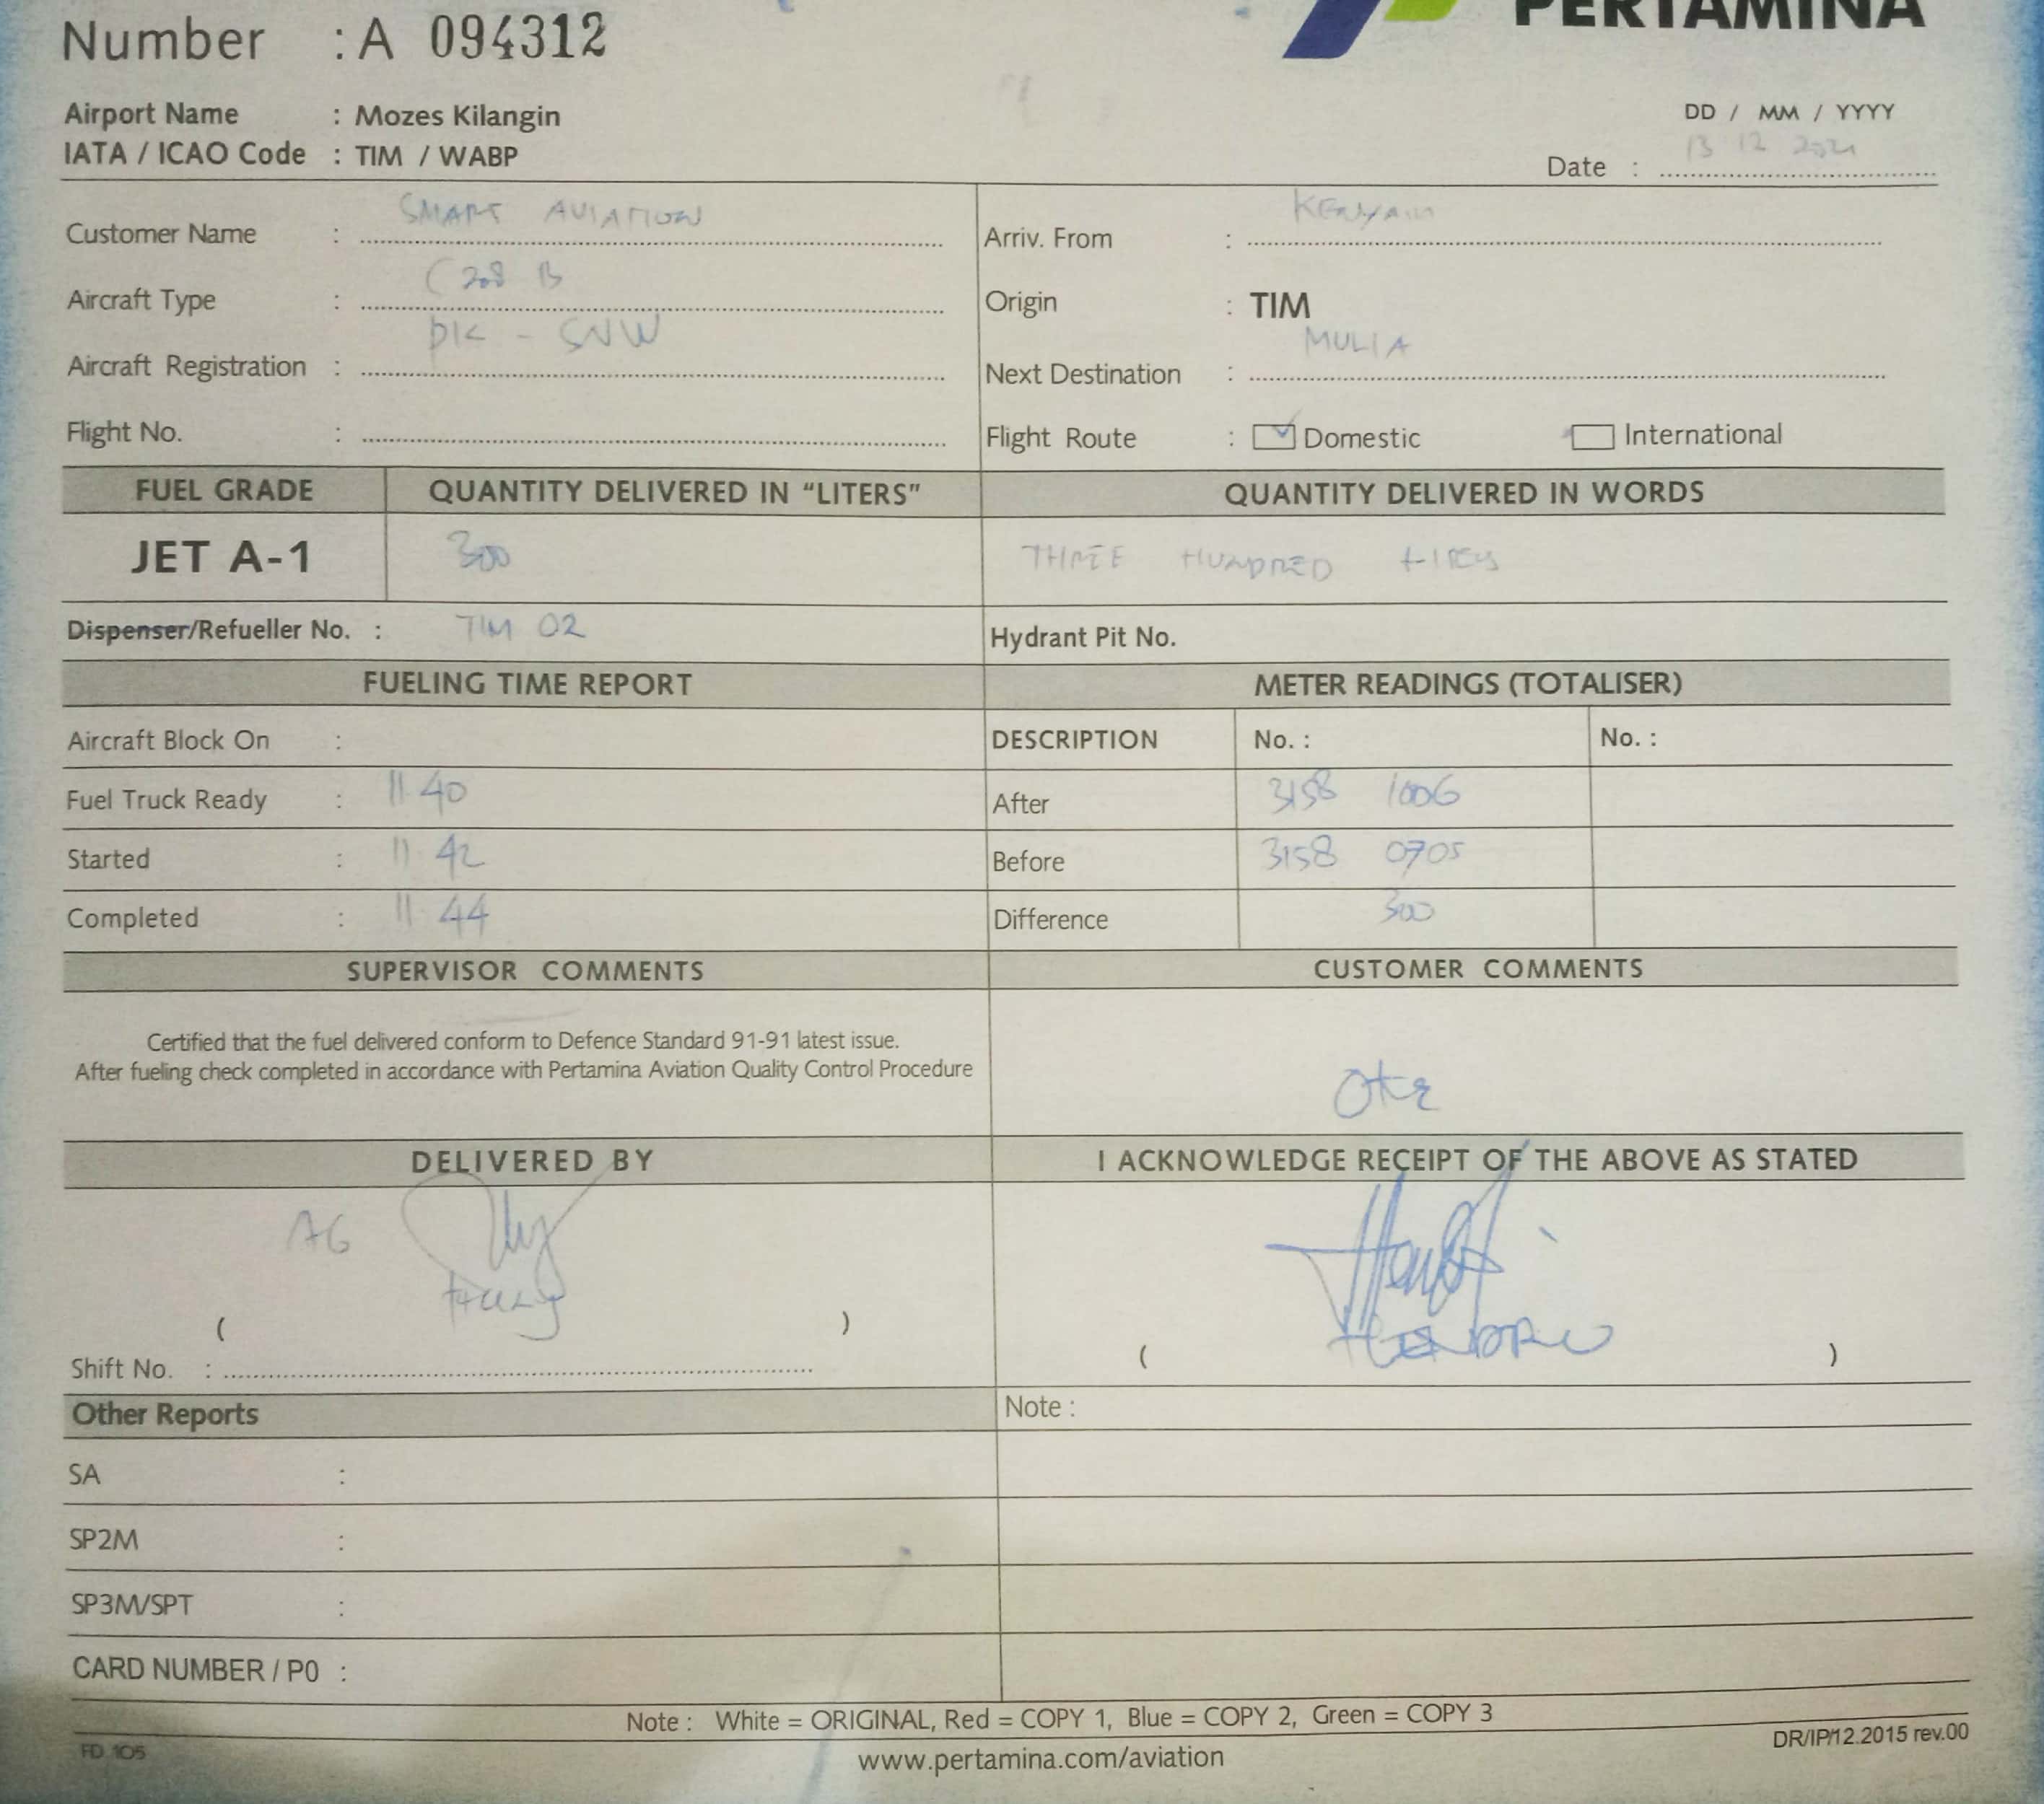 PERTAMINA
Number : A 094312
Airport Name : Mozes Kilangin
IATA / ICAO Code : TIM / WABP
DD / MM / YYYY
Date : 13 12 2021
Customer Name : SMART AVIATION
Arriv. From :
Aircraft Type : C 208 B
Origin : TIM
Aircraft Registration : PK - SNW
Next Destination : MULIA
Flight No. :
Flight Route : Domestic International
FUEL GRADE QUANTITY DELIVERED IN “LITERS” QUANTITY DELIVERED IN WORDS
JET A-1 300 THREE HUNDRED
Dispenser/Refueller No. : TIM 02 Hydrant Pit No.
FUELING TIME REPORT METER READINGS (TOTALISER)
Aircraft Block On : DESCRIPTION No. : No. :
Fuel Truck Ready : 11.40 After 3158 1006
Started : 11.42 Before 3158 0705
Completed : 11.44 Difference 300
SUPERVISOR COMMENTS CUSTOMER COMMENTS
Certified that the fuel delivered conform to Defence Standard 91-91 latest issue.
After fueling check completed in accordance with Pertamina Aviation Quality Control Procedure
Oke
DELIVERED BY I ACKNOWLEDGE RECEIPT OF THE ABOVE AS STATED
AG
( ) ( )
Shift No. :
Other Reports Note :
SA :
SP2M :
SP3M/SPT :
CARD NUMBER / PO :
Note : White = ORIGINAL, Red = COPY 1, Blue = COPY 2, Green = COPY 3
FD 105 www.pertamina.com/aviation DR/IP/12.2015 rev.00